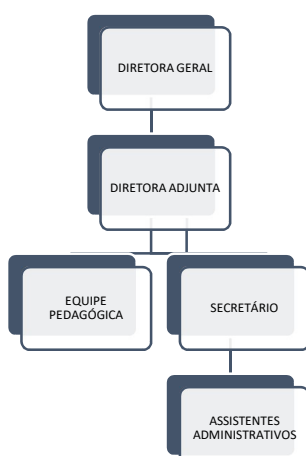 DIRETORA GERAL
DIRETORA ADJUNTA
EQUIPE
PEDAGÓGICA
SECRETÁRIO
ASSISTENTES
ADMINISTRATIVOS